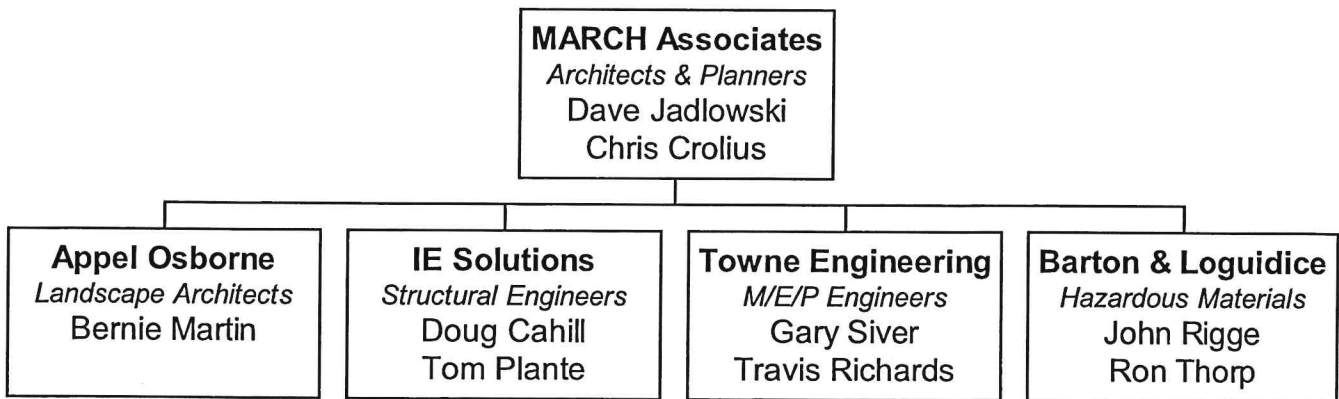 MARCH Associates
Architects & Planners
Dave Jadlowski
Chris Crolius
Appel Osborne
Landscape Architects
Bernie Martin
IE Solutions
Structural Engineers
Doug Cahill
Tom Plante
Towne Engineering
M/E/P Engineers
Gary Siver
Travis Richards
Barton & Loguidice
Hazardous Materials
John Rigge
Ron Thorp